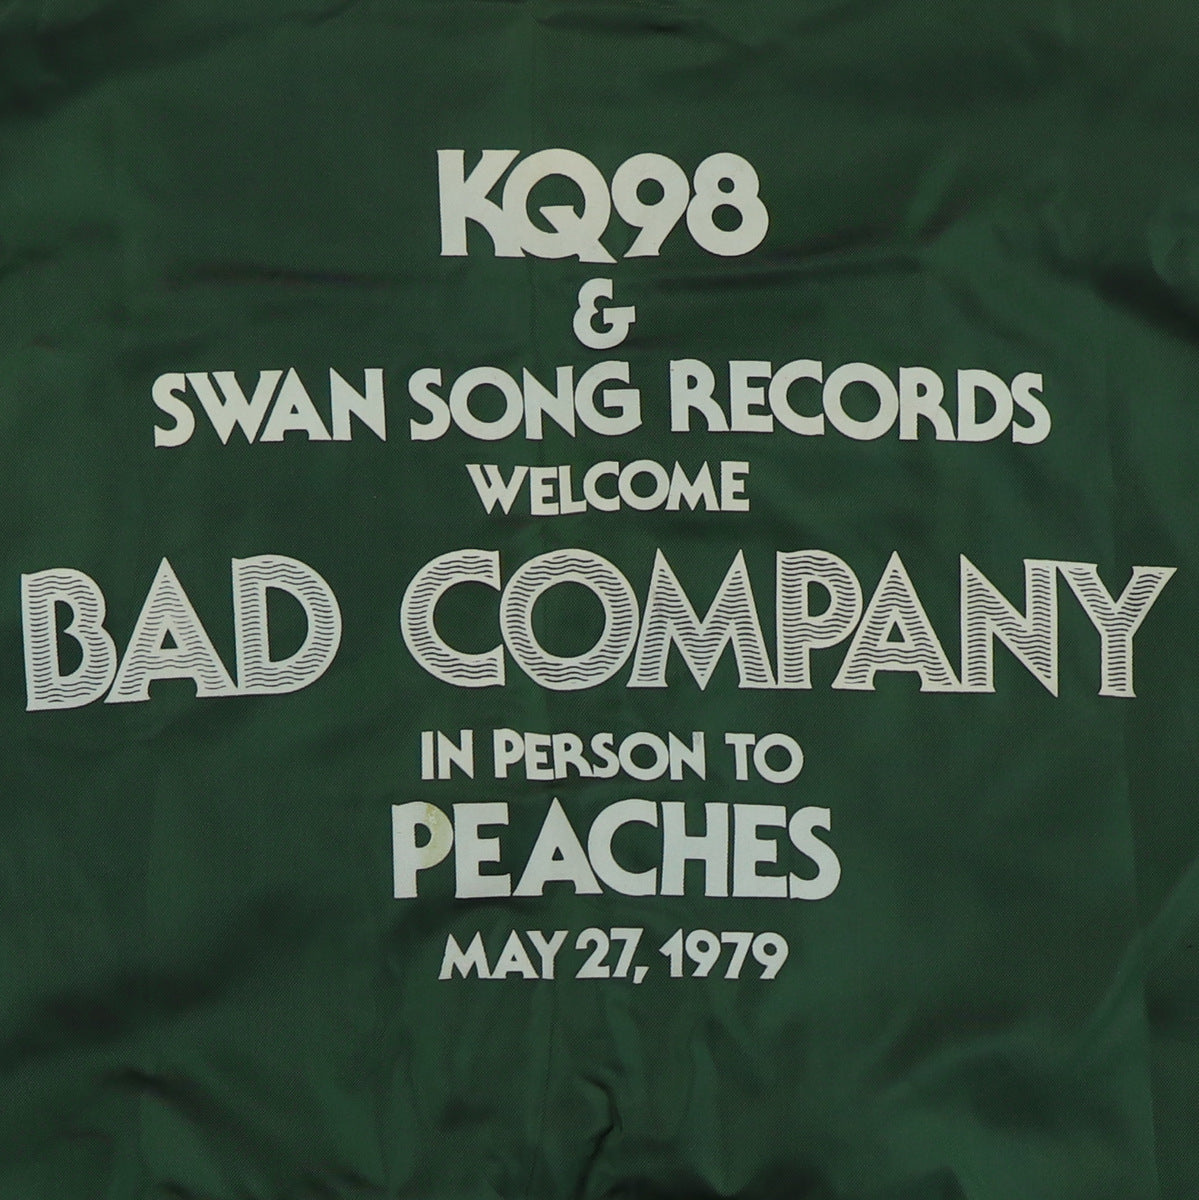 KQ98
&
SWAN SONG RECORDS
WELCOME
BAD COMPANY
IN PERSON TO
PEACHES
MAY 27, 1979